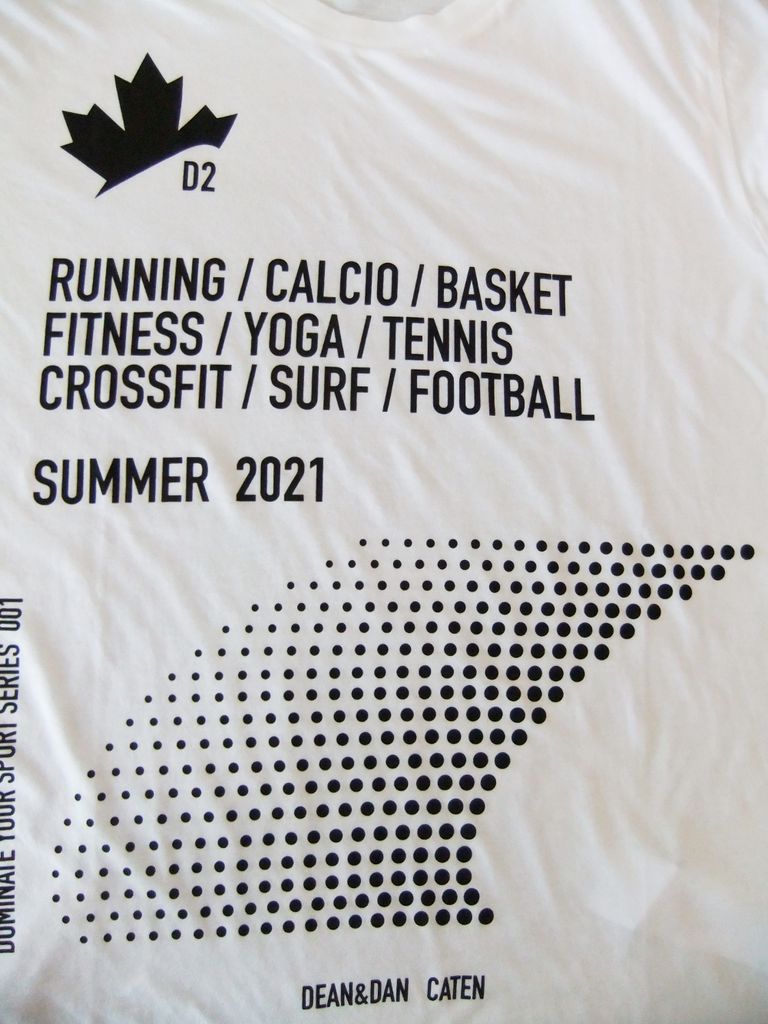 D2
RUNNING / CALCIO / BASKET
FITNESS / YOGA / TENNIS
CROSSFIT / SURF / FOOTBALL
SUMMER 2021
DOMINATE YOUR SPORT SERIES 001
DEAN&DAN CATEN